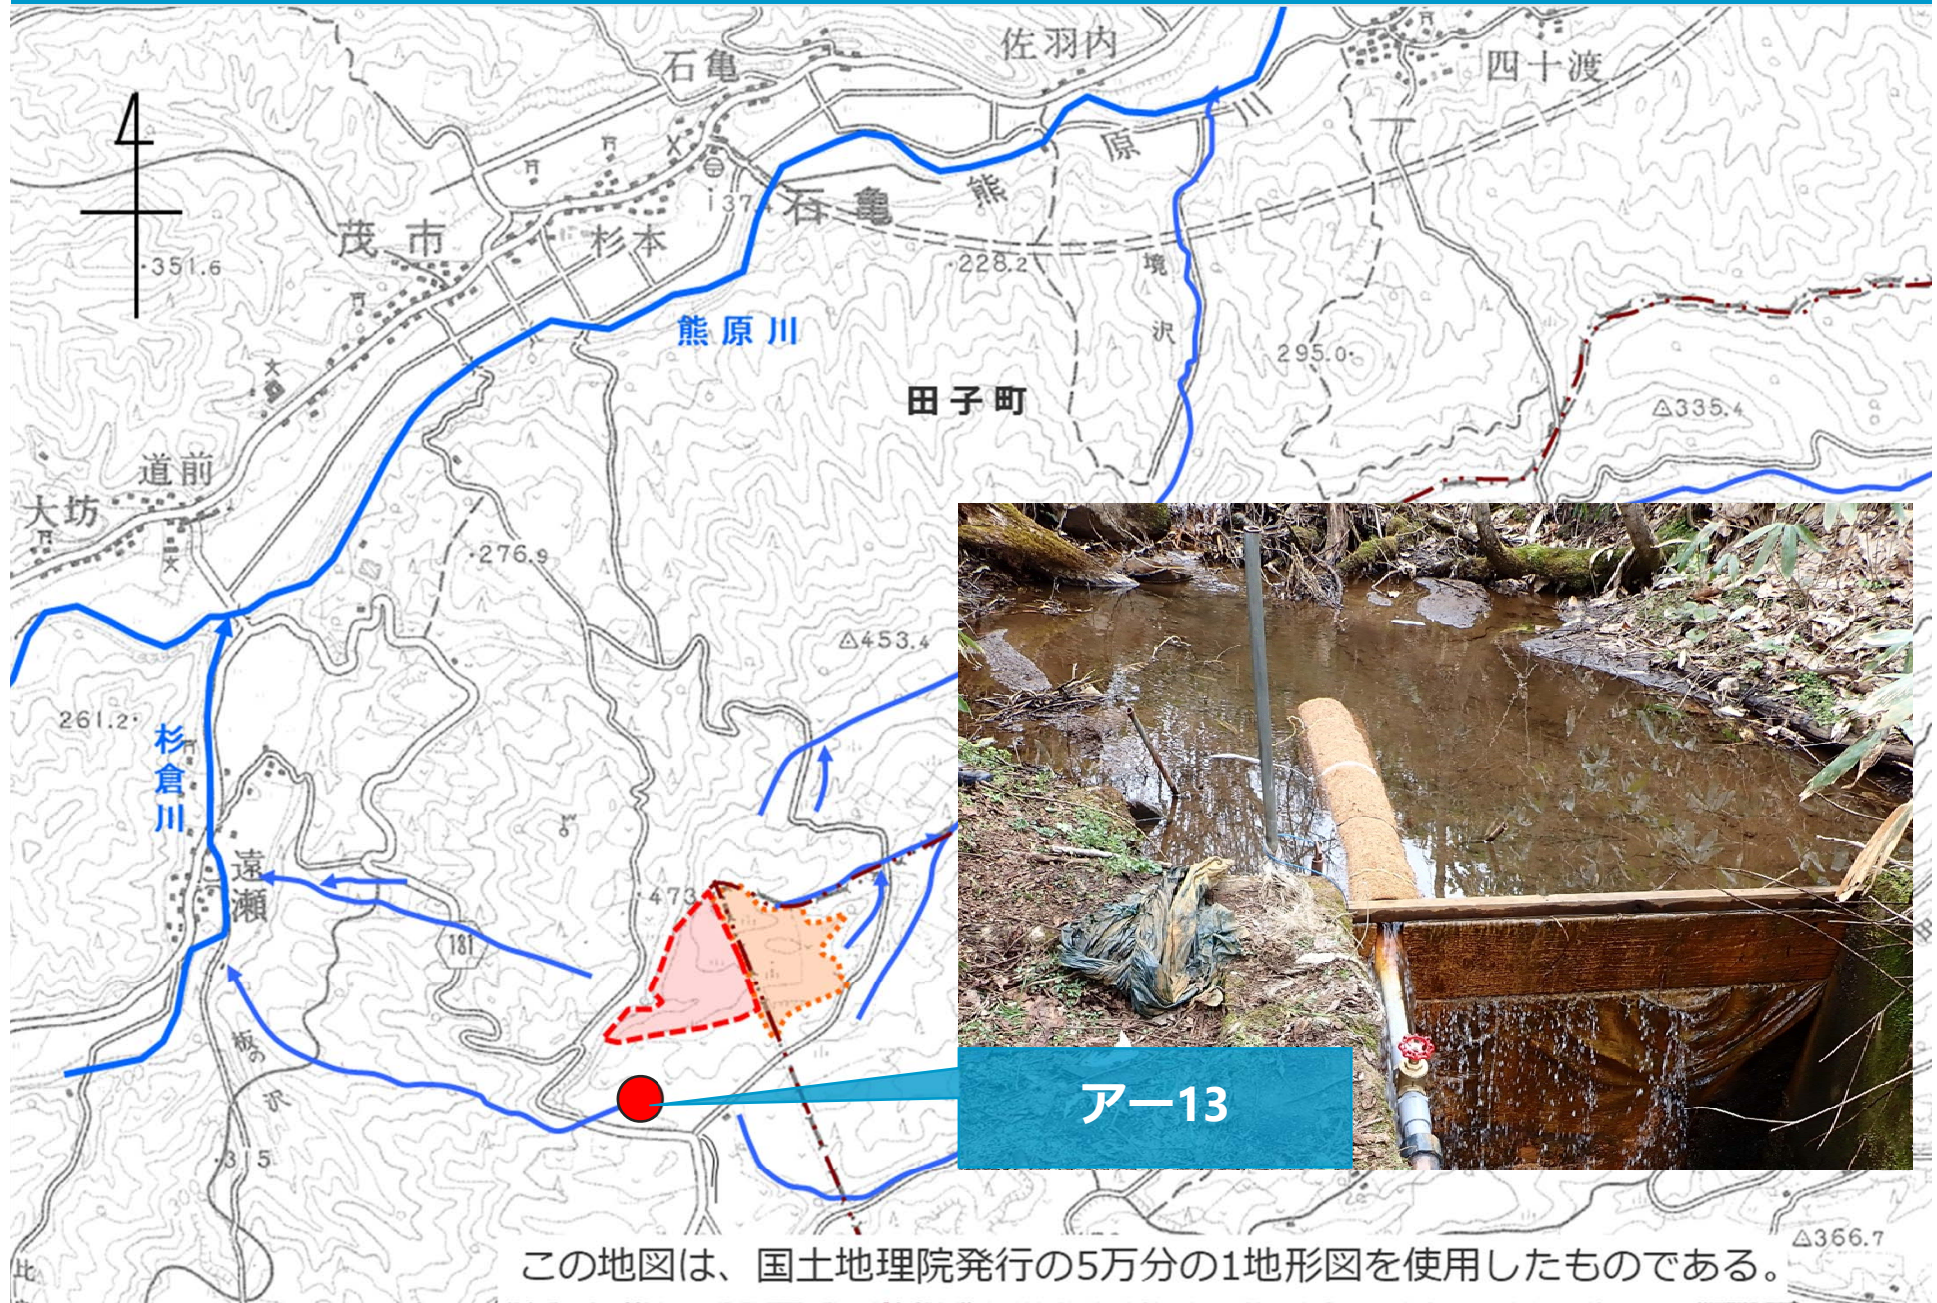 佐羽内
石亀
四十渡
川
原
熊
石亀
137.4
茂市
杉本
351.6
228.2
境
沢
熊原川
295.0
田子町
335.4
道前
大坊
276.9
453.4
261.2
杉倉川
遠瀬
473
181
板の
沢
アー13
315
366.7
この地図は、国土地理院発行の5万分の1地形図を使用したものである。
比